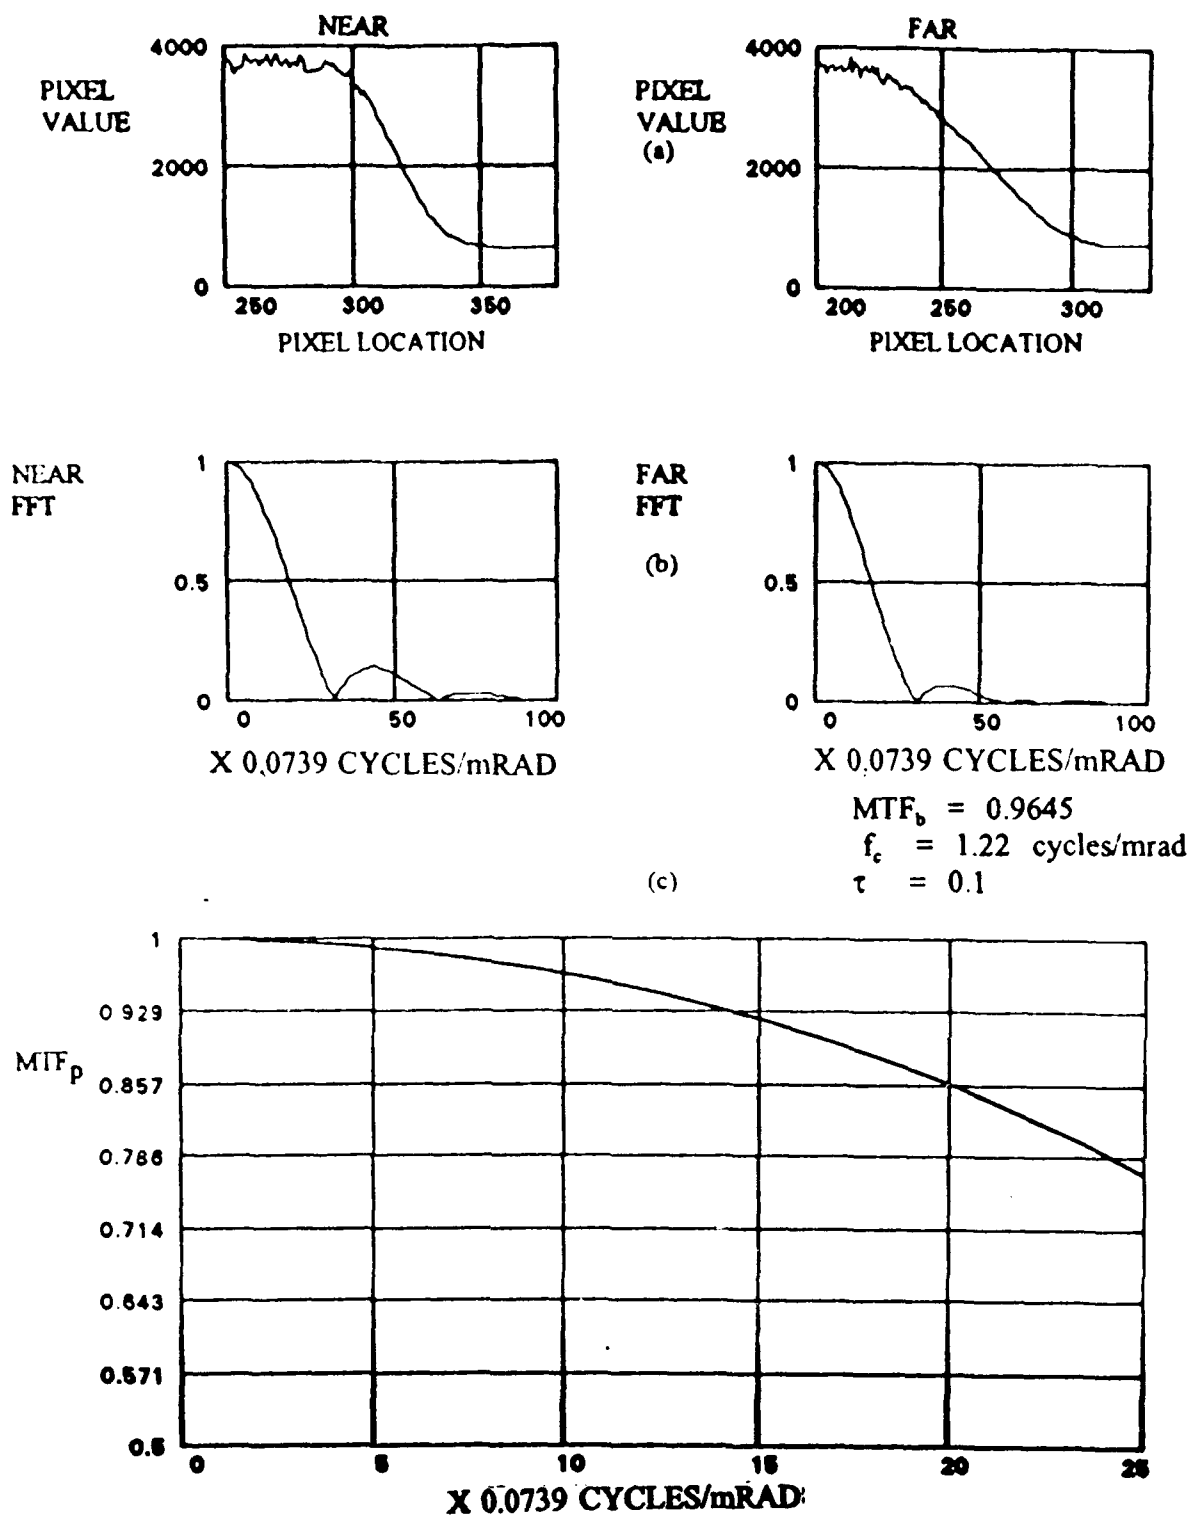 NEAR
4000
PIXEL
VALUE
2000
0
250 300 350
PIXEL LOCATION
FAR
4000
PIXEL
VALUE
(a)
2000
0
200 250 300
PIXEL LOCATION
NEAR
FFT
1
0.5
0
0 50 100
X 0.0739 CYCLES/mRAD
FAR
FFT
(b)
1
0.5
0
0 50 100
X 0.0739 CYCLES/mRAD
MTFb = 0.9645
fc = 1.22 cycles/mrad
τ = 0.1
(c)
1
0 929
MTFp
0.857
0.786
0.714
0.643
0.571
0.5
0 5 10 15 20 25
X 0.0739 CYCLES/mRAD